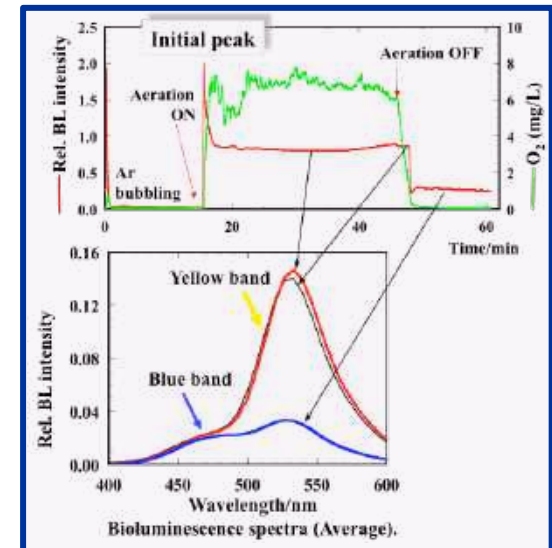 Initial peak
Aeration OFF
Aeration
ON
Ar
bubbling
Rel. BL intensity
2.5
2.0
1.5
1.0
0.5
0.0
10
8
6
4
2
0
O₂ (mg/L)
0
20
40
60
Time/min
Yellow band
Blue band
Rel. BL intensity
0.16
0.12
0.08
0.04
0.00
400
450
500
550
600
Wavelength/nm
Bioluminescence spectra (Average).